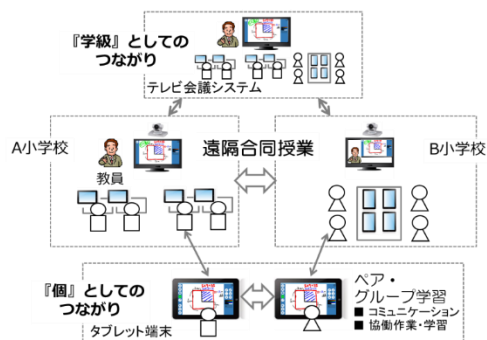 『学級』としての
つながり
テレビ会議システム
A小学校
遠隔合同授業
B小学校
教員
『個』としての
つながり
タブレット端末
ペア・
グループ学習
■ コミュニケーション
■ 協働作業・学習